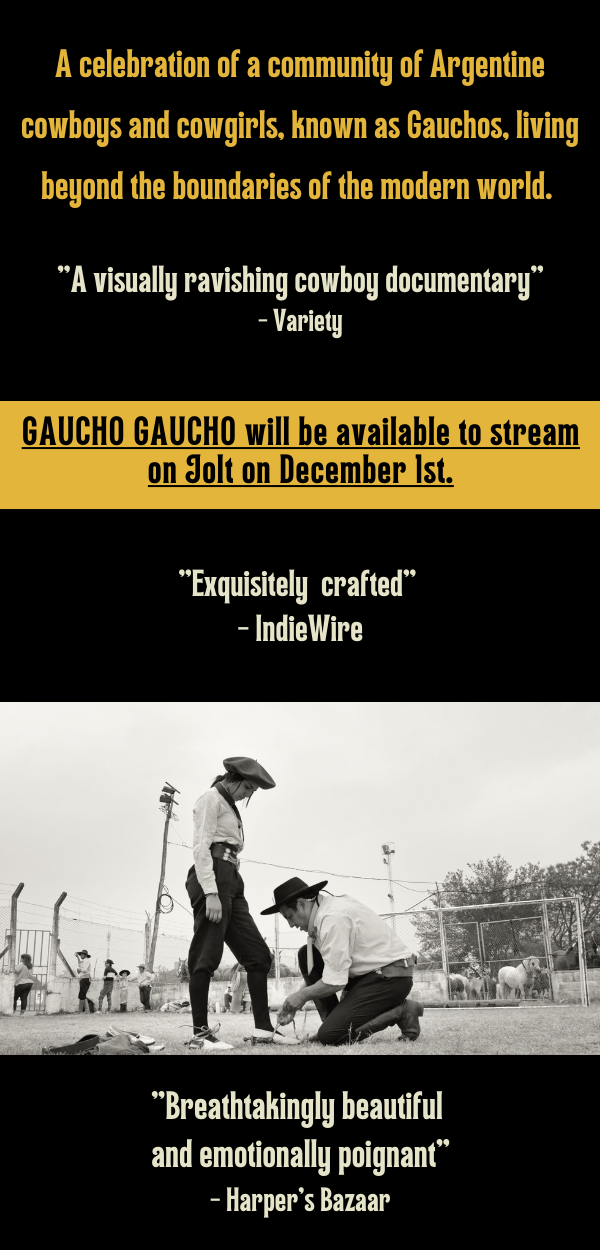 A celebration of a community of Argentine
cowboys and cowgirls, known as Gauchos, living
beyond the boundaries of the modern world.
"A visually ravishing cowboy documentary"
- Variety
GAUCHO GAUCHO will be available to stream
on Jolt on December 1st.
"Exquisitely crafted"
- IndieWire
"Breathtakingly beautiful
and emotionally poignant"
- Harper's Bazaar